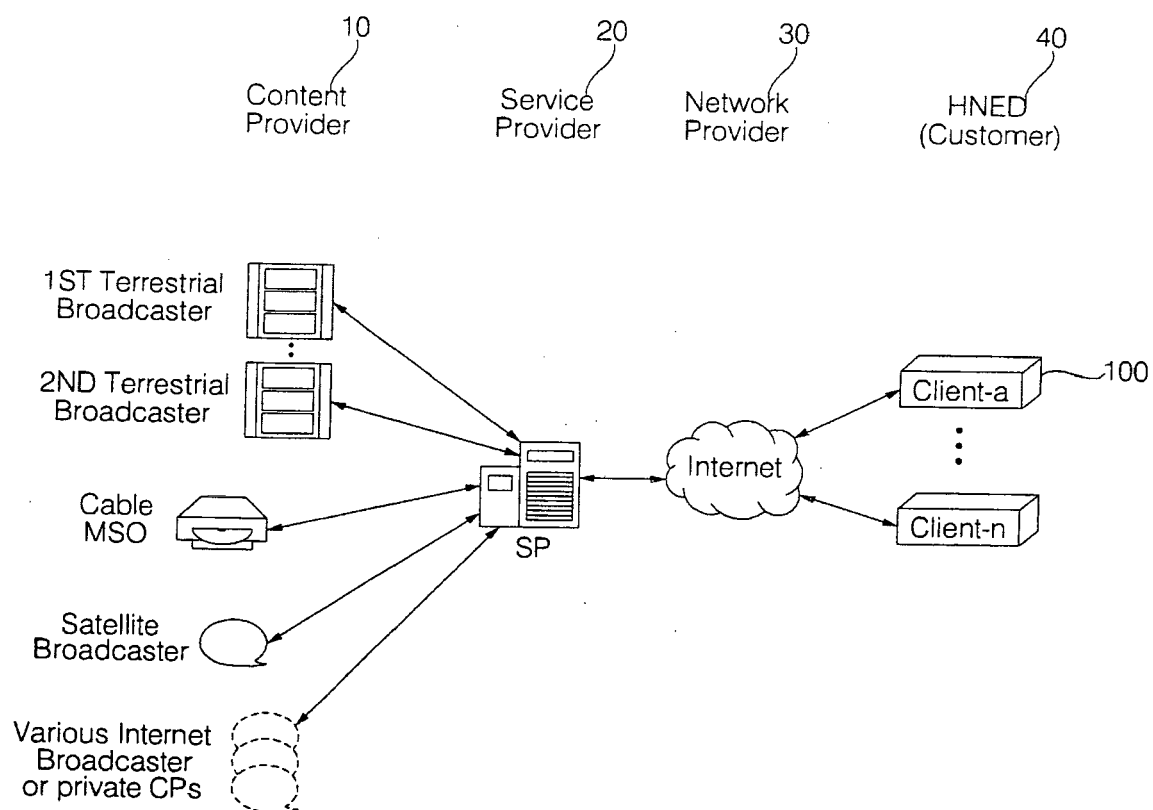 10
20
30
40
Content
Provider
Service
Provider
Network
Provider
HNED
(Customer)
1ST Terrestrial
Broadcaster
2ND Terrestrial
Broadcaster
Cable
MSO
Satellite
Broadcaster
Various Internet
Broadcaster
or private CPs
SP
Internet
Client-a
100
Client-n